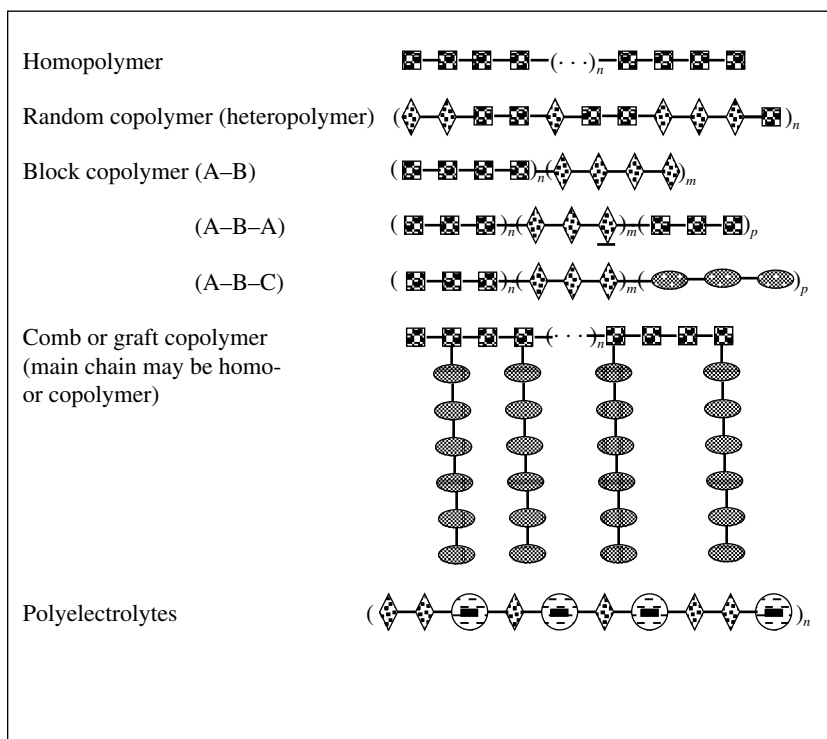 Homopolymer (· · ·)n
Random copolymer (heteropolymer) ( )n
Block copolymer (A–B) ( )n( )m
(A–B–A) ( )n( )m( )p
(A–B–C) ( )n( )m( )p
Comb or graft copolymer (· · ·)n
(main chain may be homo-
or copolymer)
Polyelectrolytes ( )n